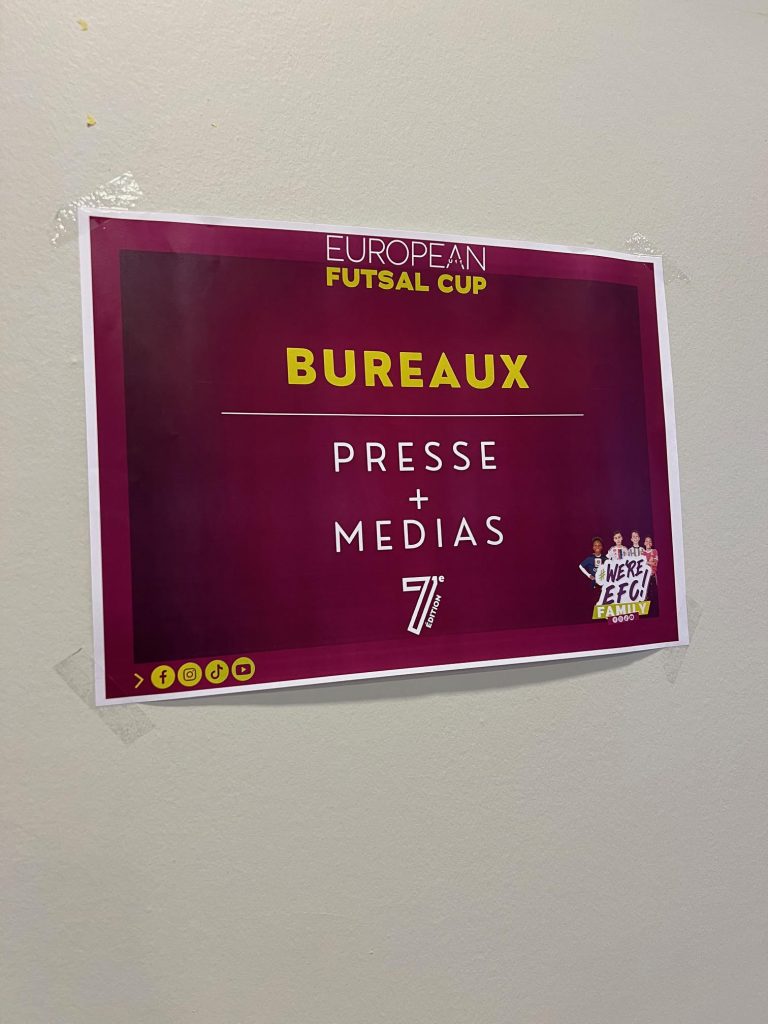 EUROPEAN
FUTSAL CUP
BUREAUX
PRESSE
+
MEDIAS
7e
ÉDITION
#WE'RE
EFC!
FAMILY